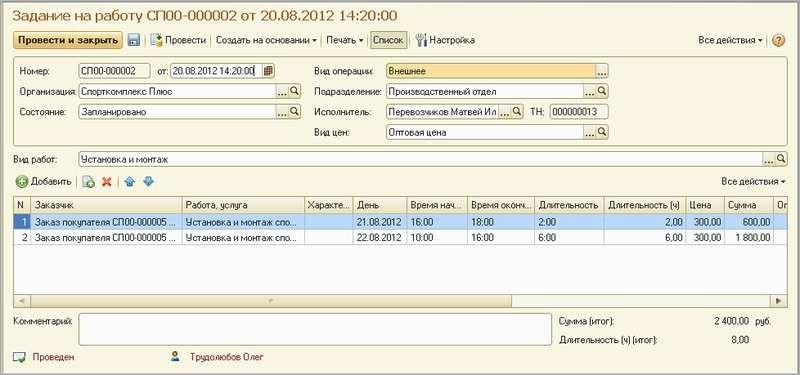 Задание на работу СП00-000002 от 20.08.2012 14:20:00
Провести и закрыть Провести Создать на основании Печать Список Настройка Все действия
Номер: СП00-000002 от: 20.08.2012 14:20:00 Вид операции: Внешнее
Организация: Спорткомплекс Плюс Подразделение: Производственный отдел
Состояние: Запланировано Исполнитель: Перевозчиков Матвей Ил ТН: 000000013
Вид цен: Оптовая цена
Вид работ: Установка и монтаж
Добавить Все действия
N Заказчик Работа, услуга Характе... День Время нач... Время оконч... Длительность Длительность (ч) Цена Сумма Оп
1 Заказ покупателя СП00-000005 ... Установка и монтаж спо... 21.08.2012 16:00 18:00 2:00 2,00 300,00 600,00
2 Заказ покупателя СП00-000005 ... Установка и монтаж спо... 22.08.2012 10:00 16:00 6:00 6,00 300,00 1 800,00
Комментарий: Сумма (итог): 2 400,00 руб.
Длительность (ч) (итог): 8,00
Проведен Трудолюбов Олег